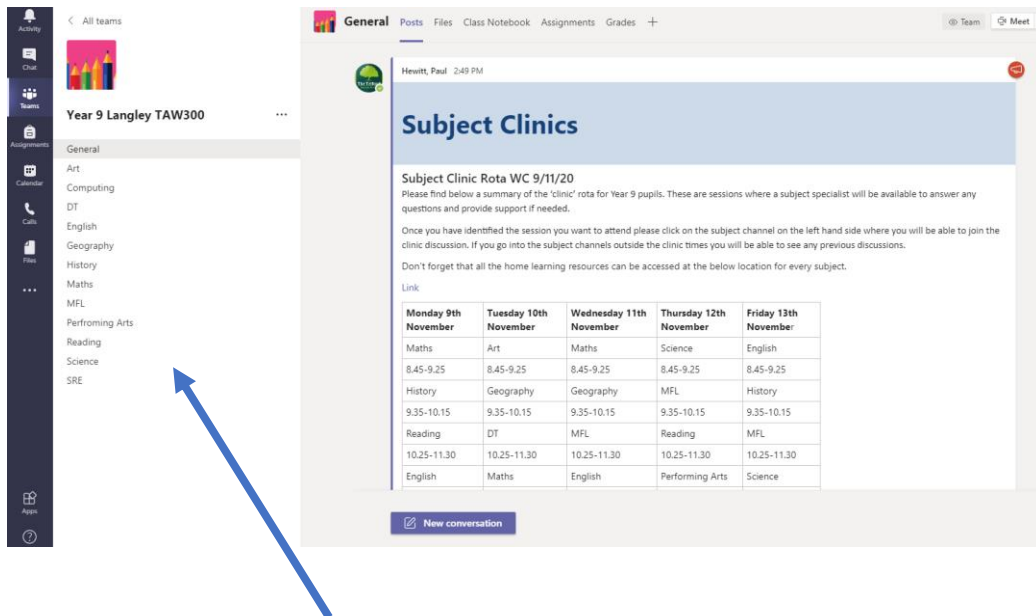 Activity
Chat
Teams
Assignments
Calendar
Calls
Files
Apps
All teams
Year 9 Langley TAW300
General
Art
Computing
DT
English
Geography
History
Maths
MFL
Perfroming Arts
Reading
Science
SRE
General Posts Files Class Notebook Assignments Grades
Team Meet
Hewitt, Paul 2:49 PM
Subject Clinics
Subject Clinic Rota WC 9/11/20
Please find below a summary of the 'clinic' rota for Year 9 pupils. These are sessions where a subject specialist will be available to answer any
questions and provide support if needed.
Once you have identified the session you want to attend please click on the subject channel on the left hand side where you will be able to join the
clinic discussion. If you go into the subject channels outside the clinic times you will be able to see any previous discussions.
Don't forget that all the home learning resources can be accessed at the below location for every subject.
Link
Monday 9th Tuesday 10th Wednesday 11th Thursday 12th Friday 13th
November November November November November
Maths Art Maths Science English
8.45-9.25 8.45-9.25 8.45-9.25 8.45-9.25 8.45-9.25
History Geography Geography MFL History
9.35-10.15 9.35-10.15 9.35-10.15 9.35-10.15 9.35-10.15
Reading DT MFL Reading MFL
10.25-11.30 10.25-11.30 10.25-11.30 10.25-11.30 10.25-11.30
English Maths English Performing Arts Science
New conversation